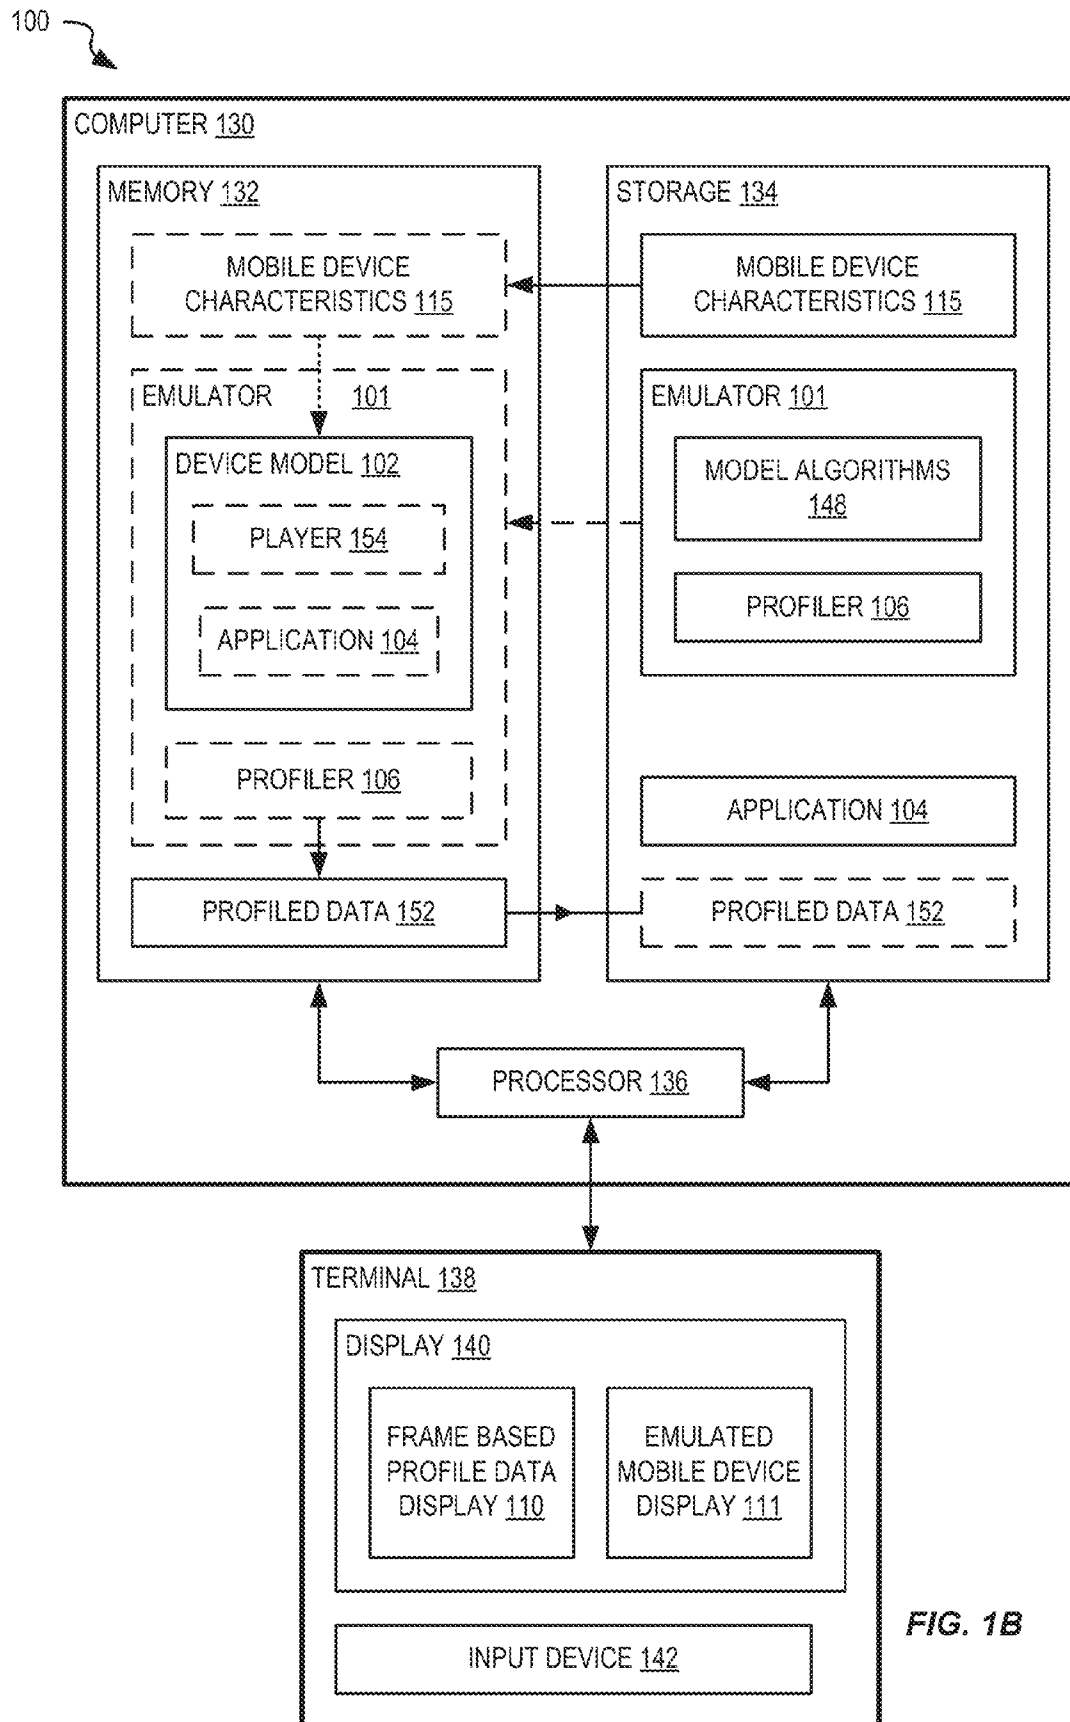 100
COMPUTER 130
MEMORY 132
MOBILE DEVICE
CHARACTERISTICS 115
EMULATOR 101
DEVICE MODEL 102
PLAYER 154
APPLICATION 104
PROFILER 106
PROFILED DATA 152
STORAGE 134
MOBILE DEVICE
CHARACTERISTICS 115
EMULATOR 101
MODEL ALGORITHMS
148
PROFILER 106
APPLICATION 104
PROFILED DATA 152
PROCESSOR 136
TERMINAL 138
DISPLAY 140
FRAME BASED
PROFILE DATA
DISPLAY 110
EMULATED
MOBILE DEVICE
DISPLAY 111
INPUT DEVICE 142
FIG. 1B